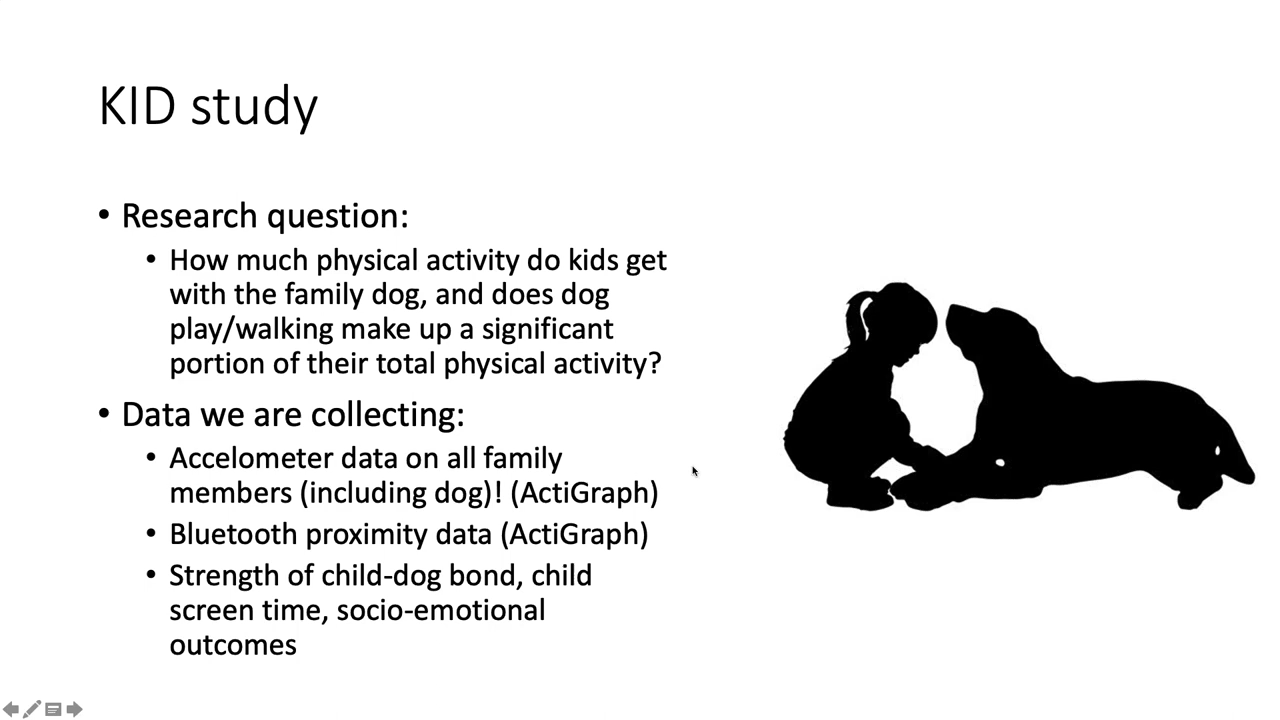 KID study
• Research question:
• How much physical activity do kids get
with the family dog, and does dog
play/walking make up a significant
portion of their total physical activity?
• Data we are collecting:
• Accelometer data on all family
members (including dog)! (ActiGraph)
• Bluetooth proximity data (ActiGraph)
• Strength of child-dog bond, child
screen time, socio-emotional
outcomes